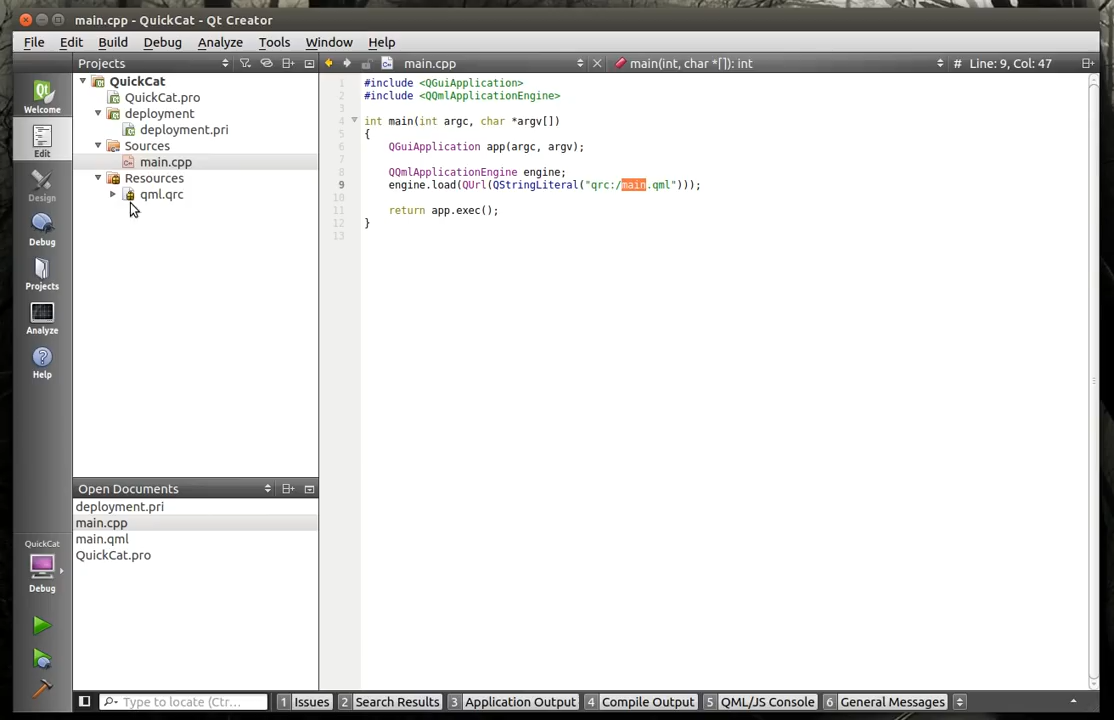 main.cpp - QuickCat - Qt Creator
File Edit Build Debug Analyze Tools Window Help
Projects main.cpp main(int, char *[]): int # Line: 9, Col: 47
Welcome
Edit
Design
Debug
Projects
Analyze
Help
QuickCat
QuickCat.pro
deployment
deployment.pri
Sources
main.cpp
Resources
qml.qrc
1 #include <QGuiApplication>
2 #include <QQmlApplicationEngine>
3
4 int main(int argc, char *argv[])
5 {
6 QGuiApplication app(argc, argv);
7
8 QQmlApplicationEngine engine;
9 engine.load(QUrl(QStringLiteral("qrc:/main.qml")));
10
11 return app.exec();
12 }
13
Open Documents
deployment.pri
main.cpp
main.qml
QuickCat.pro
QuickCat
Debug
Type to locate (Ctr... 1 Issues 2 Search Results 3 Application Output 4 Compile Output 5 QML/JS Console 6 General Messages